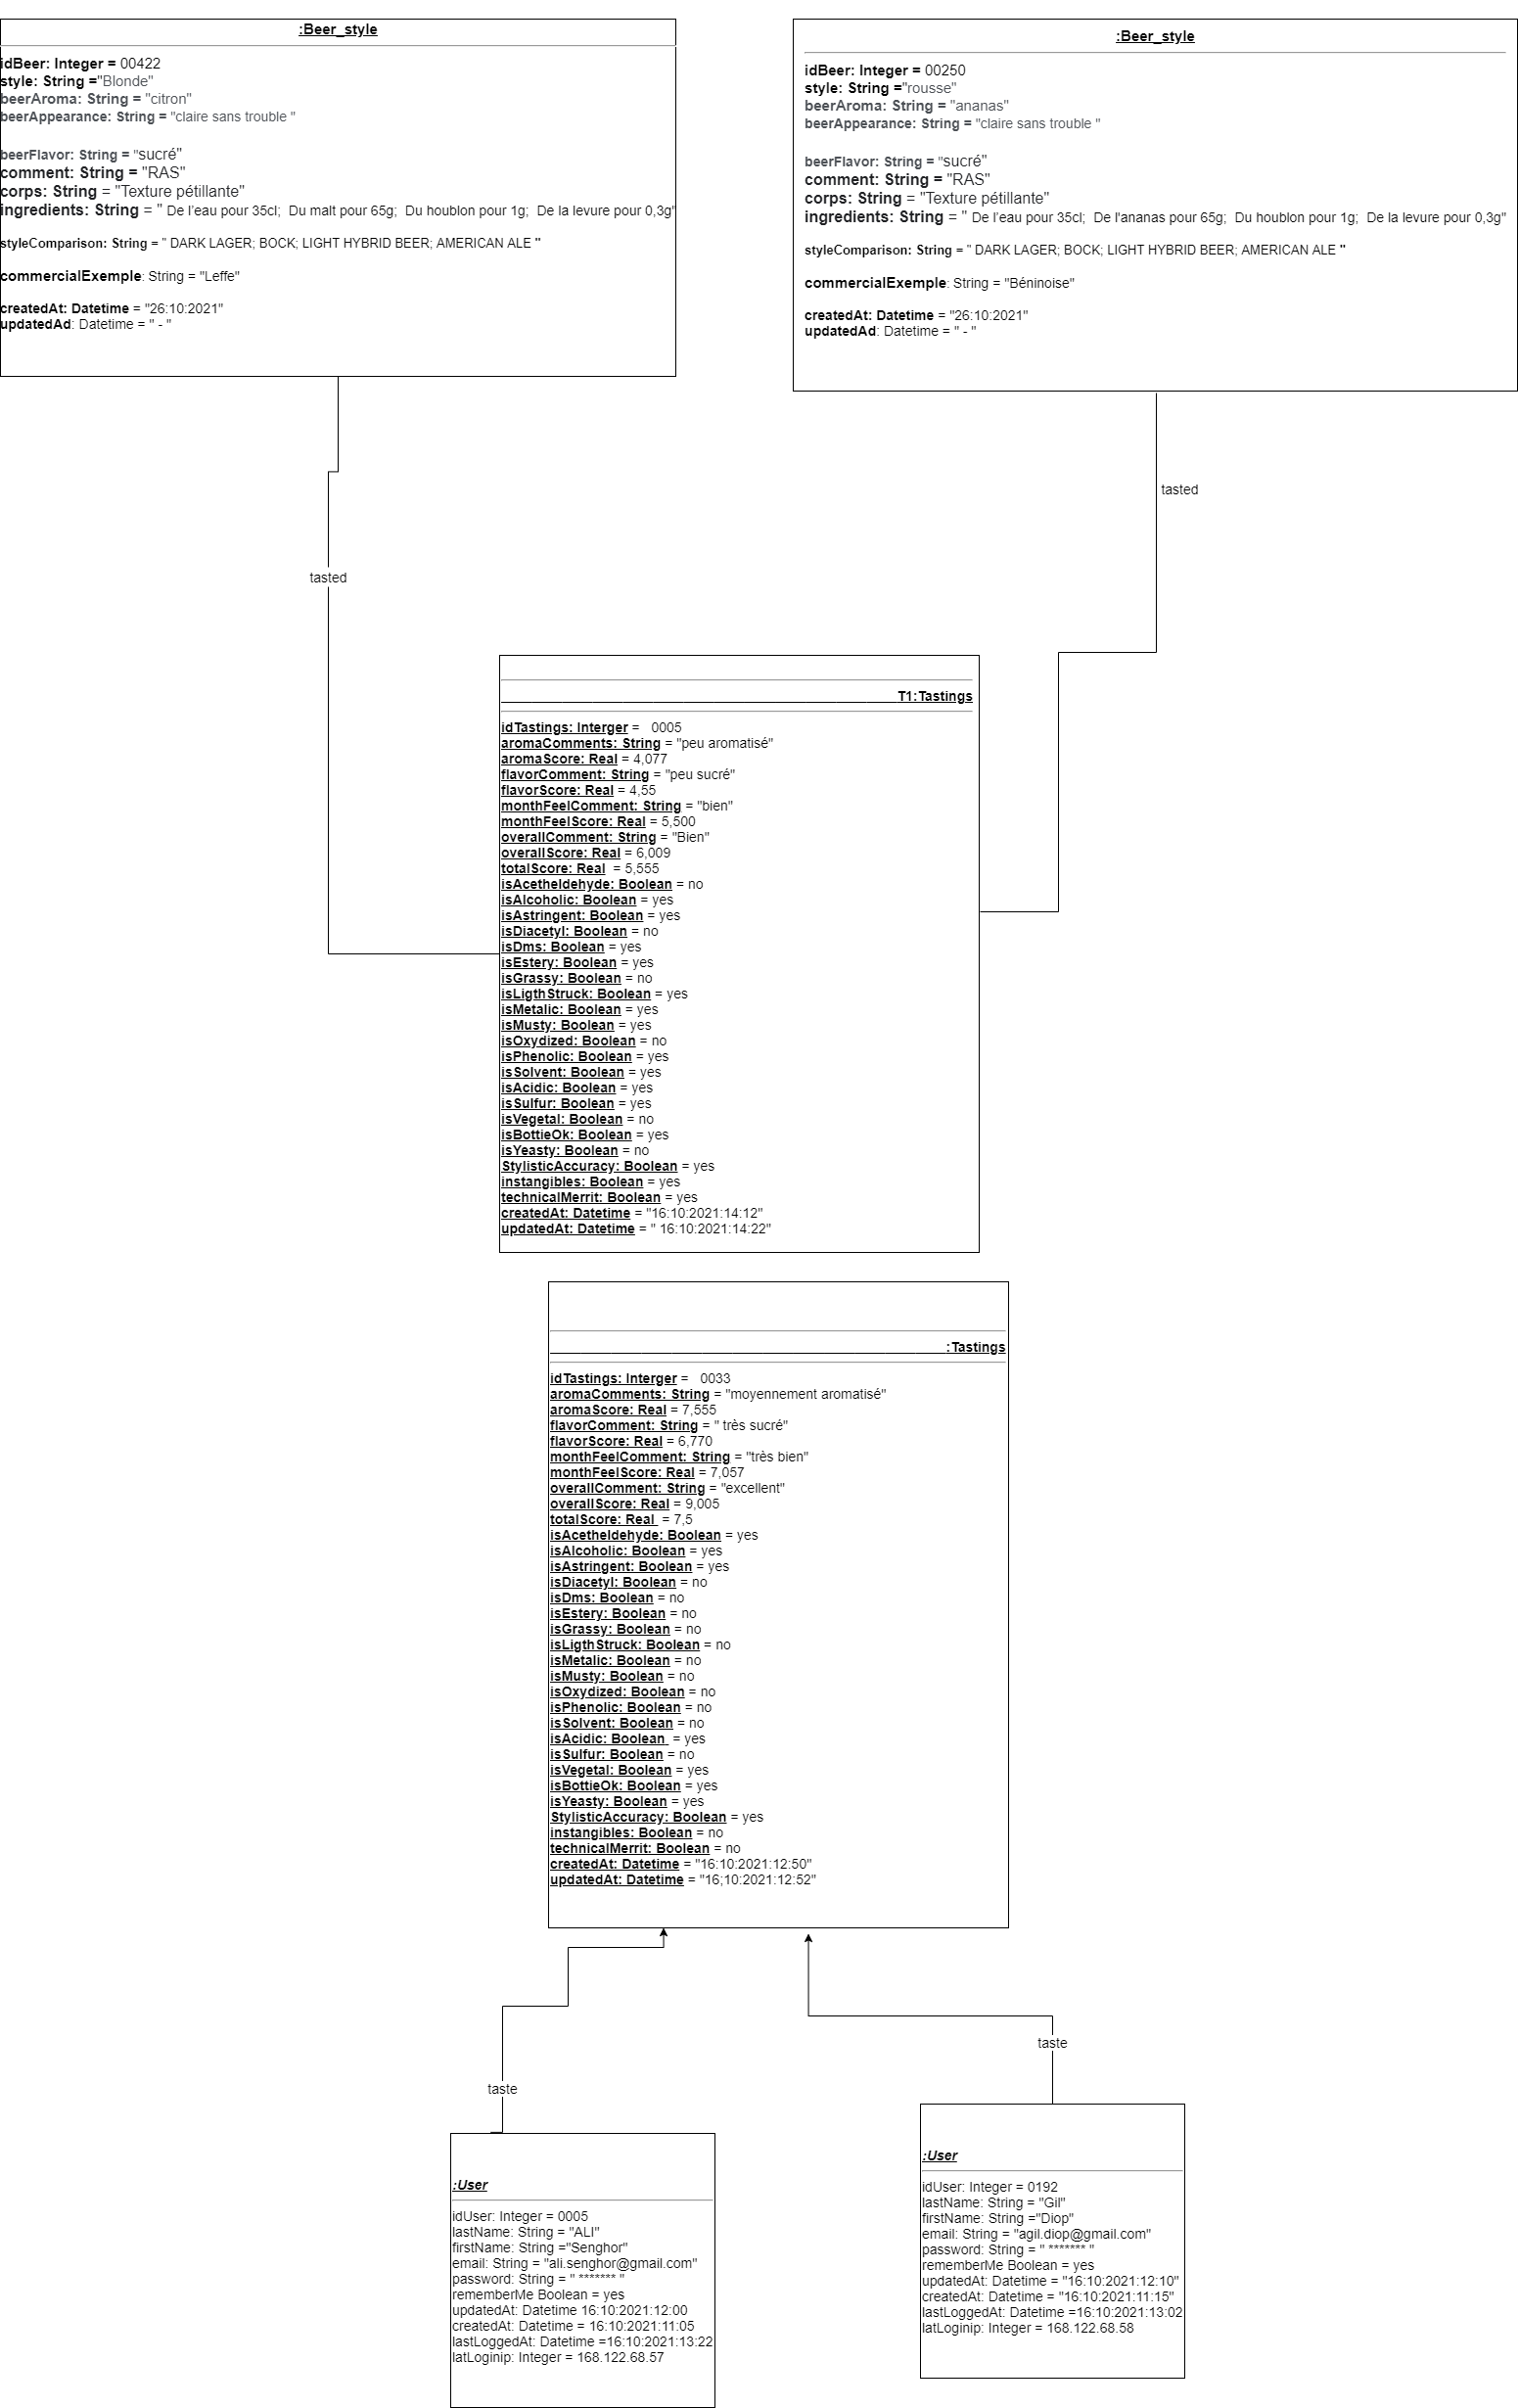 :Beer_style
idBeer: Integer = 00422
style: String ="Blonde"
beerAroma: String = "citron"
beerAppearance: String = "claire sans trouble "
beerFlavor: String = "sucré"
comment: String = "RAS"
corps: String = "Texture pétillante"
ingredients: String = " De l'eau pour 35cl;  Du malt pour 65g;  Du houblon pour 1g;  De la levure pour 0,3g"
styleComparison: String = " DARK LAGER; BOCK; LIGHT HYBRID BEER; AMERICAN ALE "
commercialExemple: String = "Leffe"
createdAt: Datetime = "26:10:2021"
updatedAd: Datetime = " - "
:Beer_style
idBeer: Integer = 00250
style: String ="rousse"
beerAroma: String = "ananas"
beerAppearance: String = "claire sans trouble "
beerFlavor: String = "sucré"
comment: String = "RAS"
corps: String = "Texture pétillante"
ingredients: String = " De l'eau pour 35cl;  De l'ananas pour 65g;  Du houblon pour 1g;  De la levure pour 0,3g"
styleComparison: String = " DARK LAGER; BOCK; LIGHT HYBRID BEER; AMERICAN ALE "
commercialExemple: String = "Béninoise"
createdAt: Datetime = "26:10:2021"
updatedAd: Datetime = " - "
tasted
tasted
T1:Tastings
idTastings: Interger =   0005
aromaComments: String = "peu aromatisé"
aromaScore: Real = 4,077
flavorComment: String = "peu sucré"
flavorScore: Real = 4,55
monthFeelComment: String = "bien"
monthFeelScore: Real = 5,500
overallComment: String = "Bien"
overallScore: Real = 6,009
totalScore: Real  = 5,555
isAcetheldehyde: Boolean = no
isAlcoholic: Boolean = yes
isAstringent: Boolean = yes
isDiacetyl: Boolean = no
isDms: Boolean = yes
isEstery: Boolean = yes
isGrassy: Boolean = no
isLigthStruck: Boolean = yes
isMetalic: Boolean = yes
isMusty: Boolean = yes
isOxydized: Boolean = no
isPhenolic: Boolean = yes
isSolvent: Boolean = yes
isAcidic: Boolean = yes
isSulfur: Boolean = yes
isVegetal: Boolean = no
isBottieOk: Boolean = yes
isYeasty: Boolean = no
StylisticAccuracy: Boolean = yes
instangibles: Boolean = yes
technicalMerrit: Boolean = yes
createdAt: Datetime = "16:10:2021:14:12"
updatedAt: Datetime = " 16:10:2021:14:22"
:Tastings
idTastings: Interger =   0033
aromaComments: String = "moyennement aromatisé"
aromaScore: Real = 7,555
flavorComment: String = " très sucré"
flavorScore: Real = 6,770
monthFeelComment: String = "très bien"
monthFeelScore: Real = 7,057
overallComment: String = "excellent"
overallScore: Real = 9,005
totalScore: Real  = 7,5
isAcetheldehyde: Boolean = yes
isAlcoholic: Boolean = yes
isAstringent: Boolean = yes
isDiacetyl: Boolean = no
isDms: Boolean = no
isEstery: Boolean = no
isGrassy: Boolean = no
isLigthStruck: Boolean = no
isMetalic: Boolean = no
isMusty: Boolean = no
isOxydized: Boolean = no
isPhenolic: Boolean = no
isSolvent: Boolean = no
isAcidic: Boolean  = yes
isSulfur: Boolean = no
isVegetal: Boolean = yes
isBottieOk: Boolean = yes
isYeasty: Boolean = yes
StylisticAccuracy: Boolean = yes
instangibles: Boolean = no
technicalMerrit: Boolean = no
createdAt: Datetime = "16:10:2021:12:50"
updatedAt: Datetime = "16;10:2021:12:52"
taste
taste
:User
idUser: Integer = 0005
lastName: String = "ALI"
firstName: String ="Senghor"
email: String = "ali.senghor@gmail.com"
password: String = " ******* "
rememberMe Boolean = yes
updatedAt: Datetime 16:10:2021:12:00
createdAt: Datetime = 16:10:2021:11:05
lastLoggedAt: Datetime =16:10:2021:13:22
latLoginip: Integer = 168.122.68.57
:User
idUser: Integer = 0192
lastName: String = "Gil"
firstName: String ="Diop"
email: String = "agil.diop@gmail.com"
password: String = " ******* "
rememberMe Boolean = yes
updatedAt: Datetime = "16:10:2021:12:10"
createdAt: Datetime = "16:10:2021:11:15"
lastLoggedAt: Datetime =16:10:2021:13:02
latLoginip: Integer = 168.122.68.58